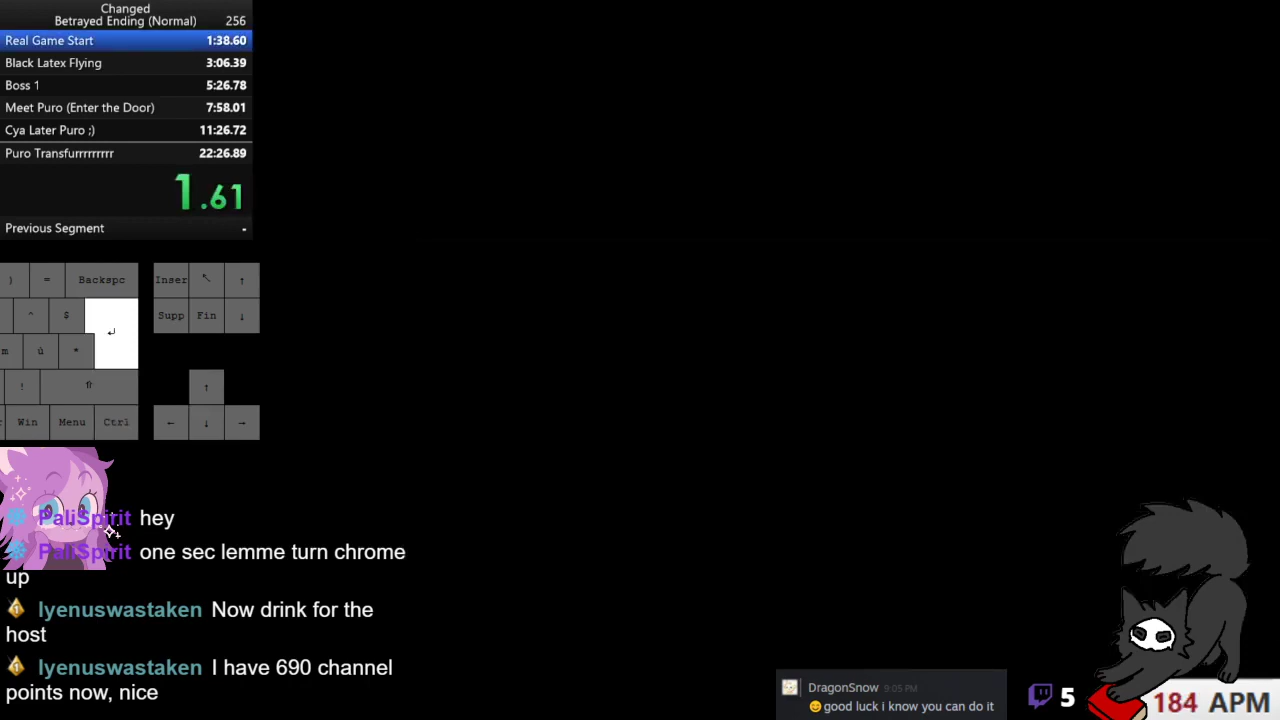 Changed
Betrayed Ending (Normal) 256
Real Game Start 1:38.60
Black Latex Flying 3:06.39
Boss 1 5:26.78
Meet Puro (Enter the Door) 7:58.01
Cya Later Puro ;) 11:26.72
Puro Transfurrrrrrrrr 22:26.89
1.61
Previous Segment -
) = Backspc Inser ↖ ↑
^ $ ↵ Supp Fin ↓
m ù *
! ⇧ ↑
Win Menu Ctrl ← ↓ →
PaliSpirit hey
PaliSpirit one sec lemme turn chrome
up
lyenuswastaken Now drink for the
host
lyenuswastaken I have 690 channel
points now, nice
DragonSnow 9:05 PM
😊good luck i know you can do it
5
184 APM